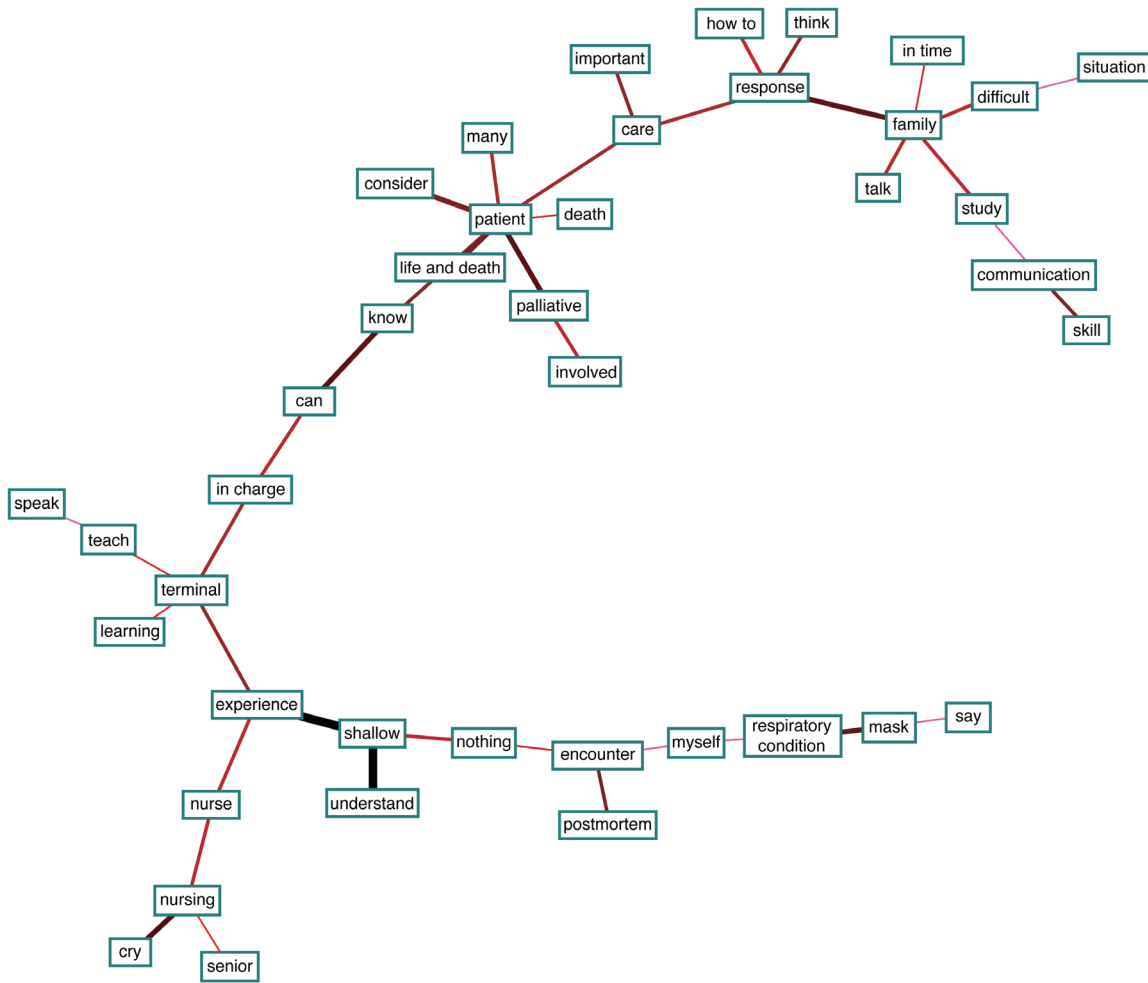 how to
think
in time
important
situation
response
difficult
family
care
many
consider
talk
study
patient
death
life and death
communication
palliative
know
skill
involved
can
in charge
speak
teach
terminal
learning
experience
shallow
say
mask
respiratory
condition
nothing
myself
encounter
understand
nurse
postmortem
nursing
cry
senior